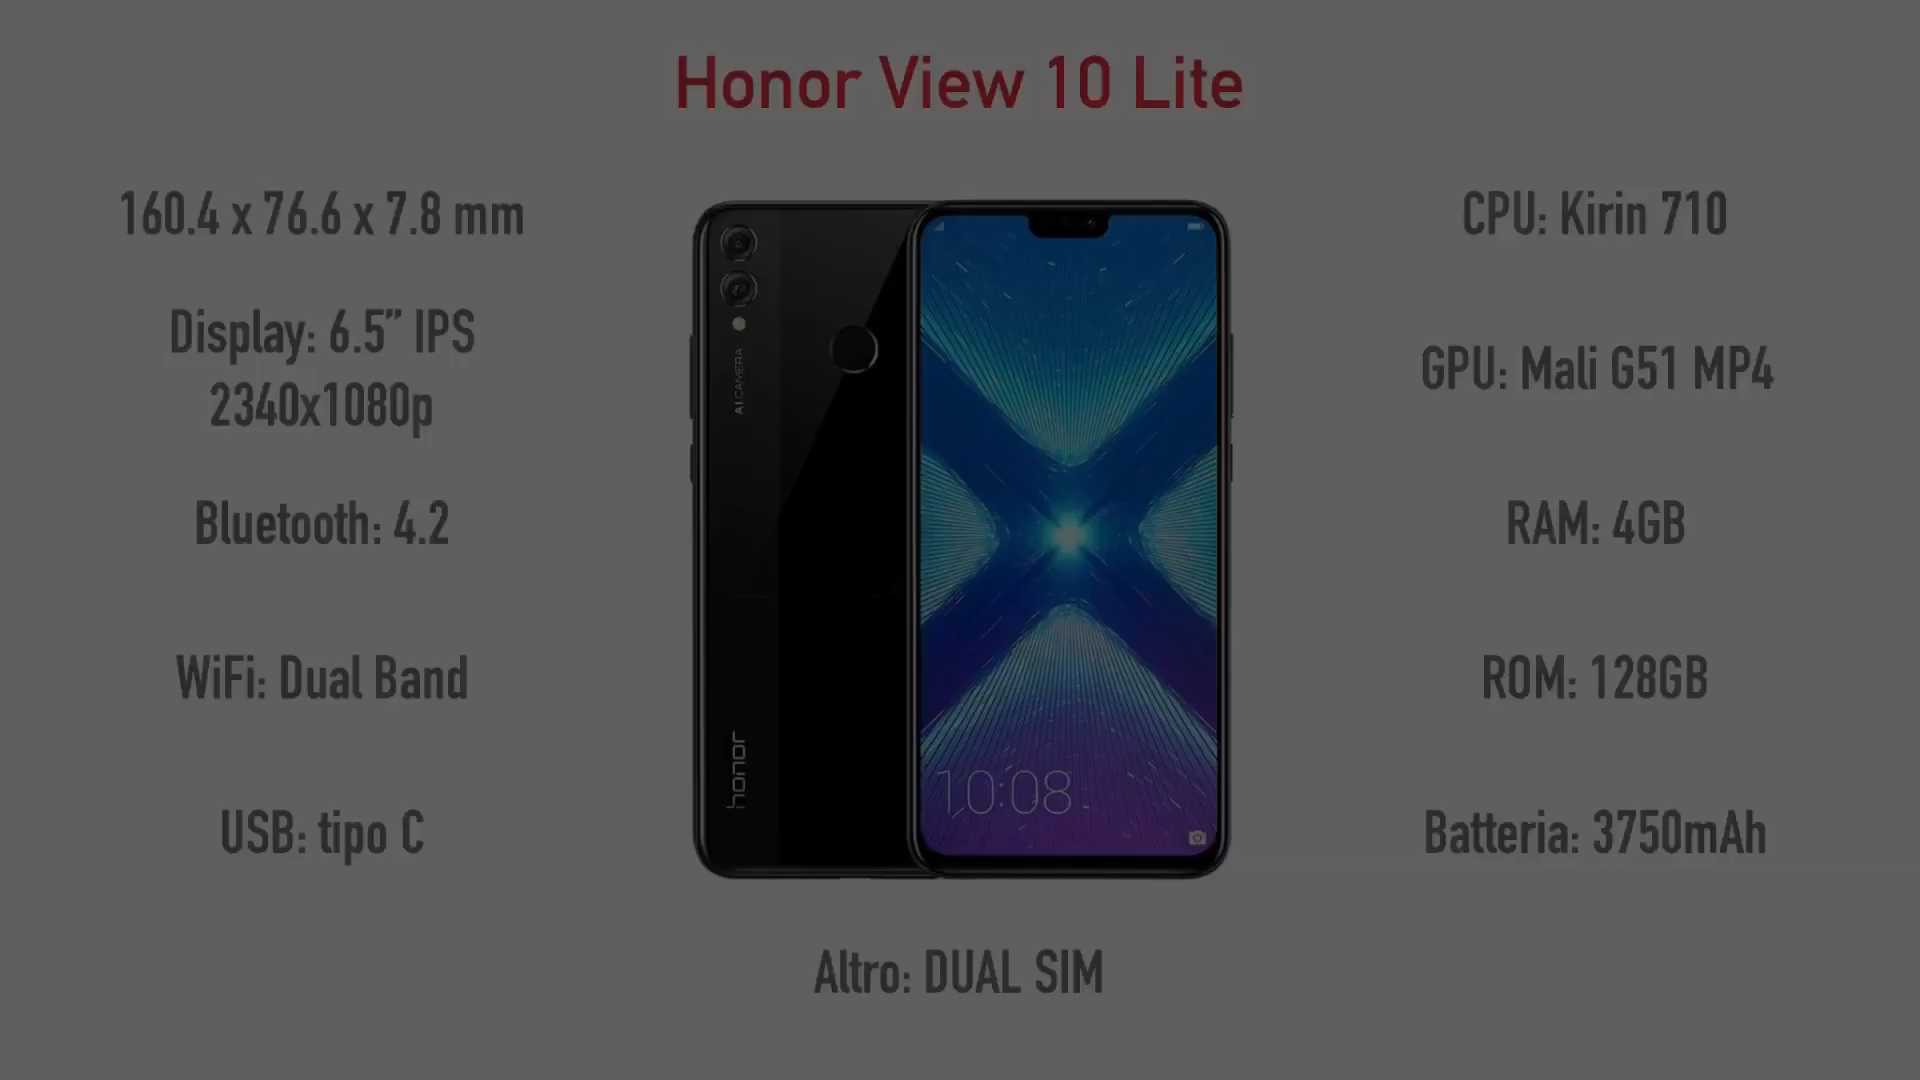 Honor View 10 Lite
160.4 x 76.6 x 7.8 mm
Display: 6.5” IPS
2340x1080p
Bluetooth: 4.2
WiFi: Dual Band
USB: tipo C
AI CAMERA
honor
10:08
CPU: Kirin 710
GPU: Mali G51 MP4
RAM: 4GB
ROM: 128GB
Batteria: 3750mAh
Altro: DUAL SIM